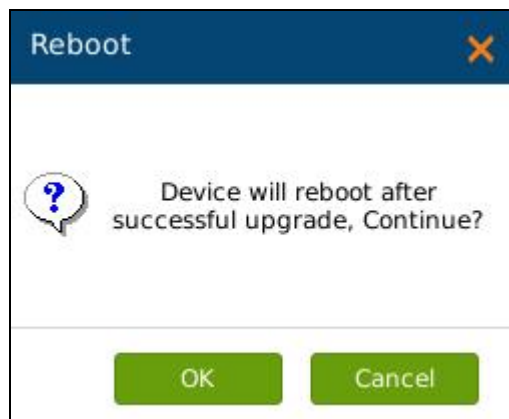 Reboot
Device will reboot after
successful upgrade, Continue?
OK
Cancel